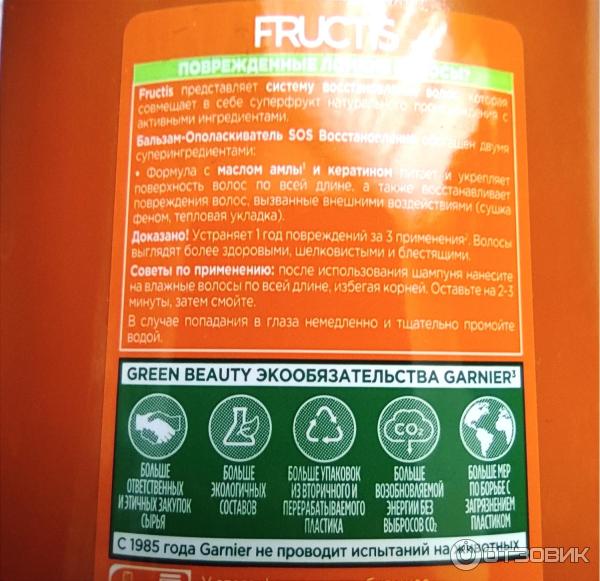 FRUCTIS
ПОВРЕЖДЕННЫЕ ВОЛОСЫ?
Fructis представляет систему восстановления волос, которая
совмещает в себе суперфрукт натурального происхождения с
активными ингредиентами.
Бальзам-Ополаскиватель SOS Восстановление обогащен двумя
суперингредиентами:
• Формула с маслом амлы¹ и кератином питает и укрепляет
поверхность волос по всей длине, а также восстанавливает
повреждения волос, вызванные внешними воздействиями (сушка
феном, тепловая укладка).
Доказано! Устраняет 1 год повреждений за 3 применения². Волосы
выглядят более здоровыми, шелковистыми и блестящими.
Советы по применению: после использования шампуня нанесите
на влажные волосы по всей длине, избегая корней. Оставьте на 2-3
минуты, затем смойте.
В случае попадания в глаза немедленно и тщательно промойте
водой.
GREEN BEAUTY ЭКООБЯЗАТЕЛЬСТВА GARNIER³
CO₂
БОЛЬШЕ
ОТВЕТСТВЕННЫХ
И ЭТИЧНЫХ ЗАКУПОК
СЫРЬЯ
БОЛЬШЕ
ЭКОЛОГИЧНЫХ
СОСТАВОВ
БОЛЬШЕ УПАКОВОК
ИЗ ВТОРИЧНОГО И
ПЕРЕРАБАТЫВАЕМОГО
ПЛАСТИКА
БОЛЬШЕ
ВОЗОБНОВЛЯЕМОЙ
ЭНЕРГИИ БЕЗ
ВЫБРОСОВ CO₂
БОЛЬШЕ МЕР
ПО БОРЬБЕ С
ЗАГРЯЗНЕНИЕМ
ПЛАСТИКОМ
С 1985 года Garnier не проводит испытаний на животных
ОТЗОВИК